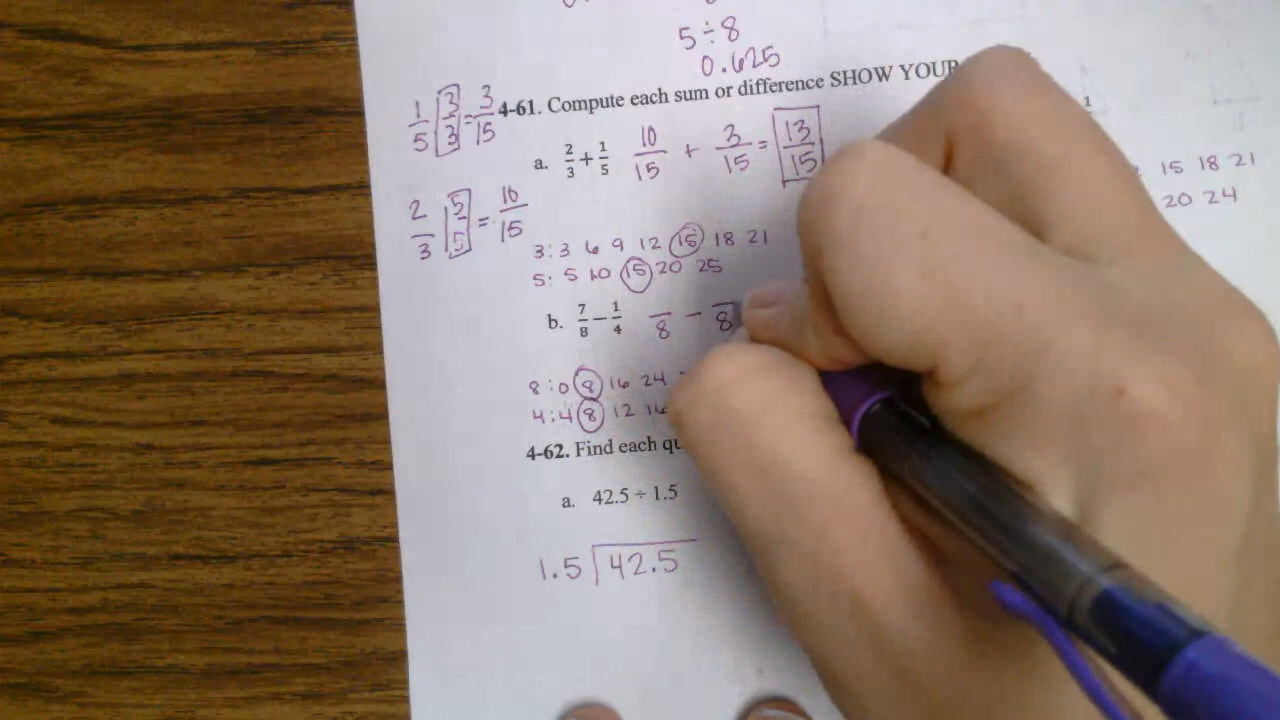 5÷8
0.625
1/5 |3/3| = 3/15
4-61. Compute each sum or difference SHOW YOUR
a. 2/3 + 1/5 10/15 + 3/15 = 13/15
2/3 |5/5| = 10/15
3: 3 6 9 12 15 18 21
5: 5 10 15 20 25
b. 7/8 − 1/4 /8 − /8
8: 0 8 16 24
4: 4 8 12 16
4-62. Find each
a. 42.5 ÷ 1.5
1.5 42.5
1
15 18 21
20 24